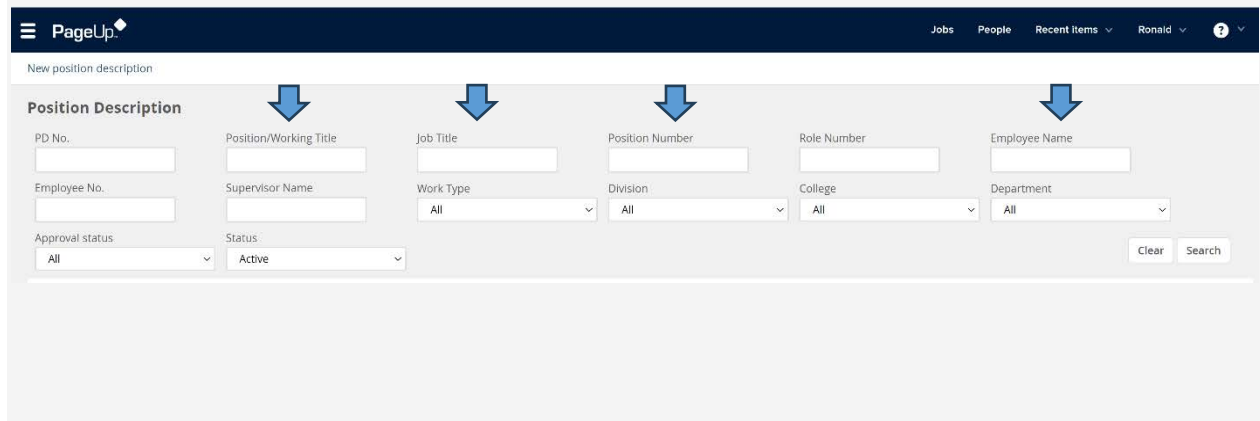 PageUp. Jobs People Recent items Ronald ?
New position description
Position Description
PD No. Position/Working Title Job Title Position Number Role Number Employee Name
Employee No. Supervisor Name Work Type Division College Department
All All All All
Approval status Status
All Active Clear Search